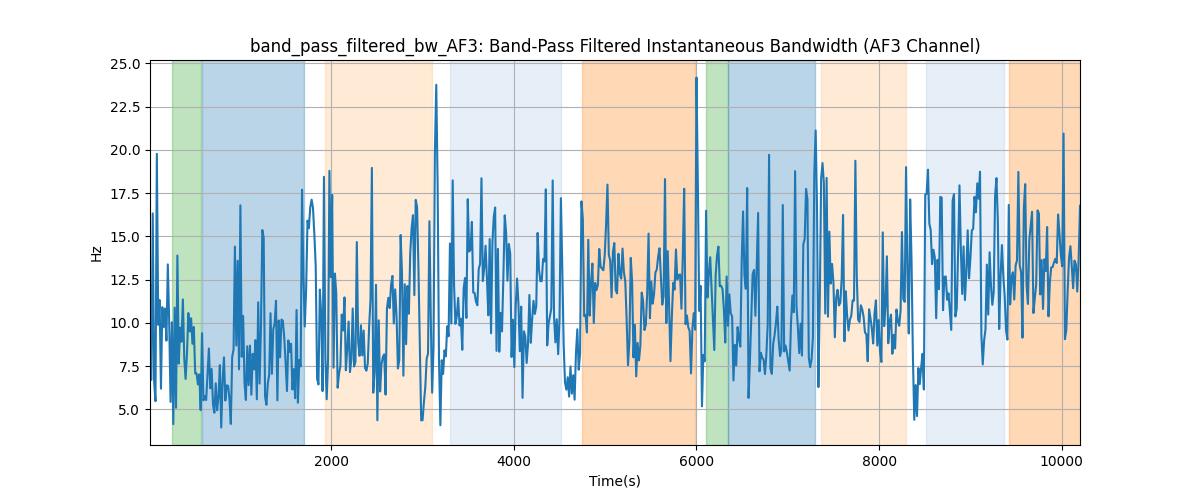 band_pass_filtered_bw_AF3: Band-Pass Filtered Instantaneous Bandwidth (AF3 Channel)
25.0
22.5
20.0
17.5
15.0
12.5
10.0
7.5
5.0
Hz
2000 4000 6000 8000 10000
Time(s)